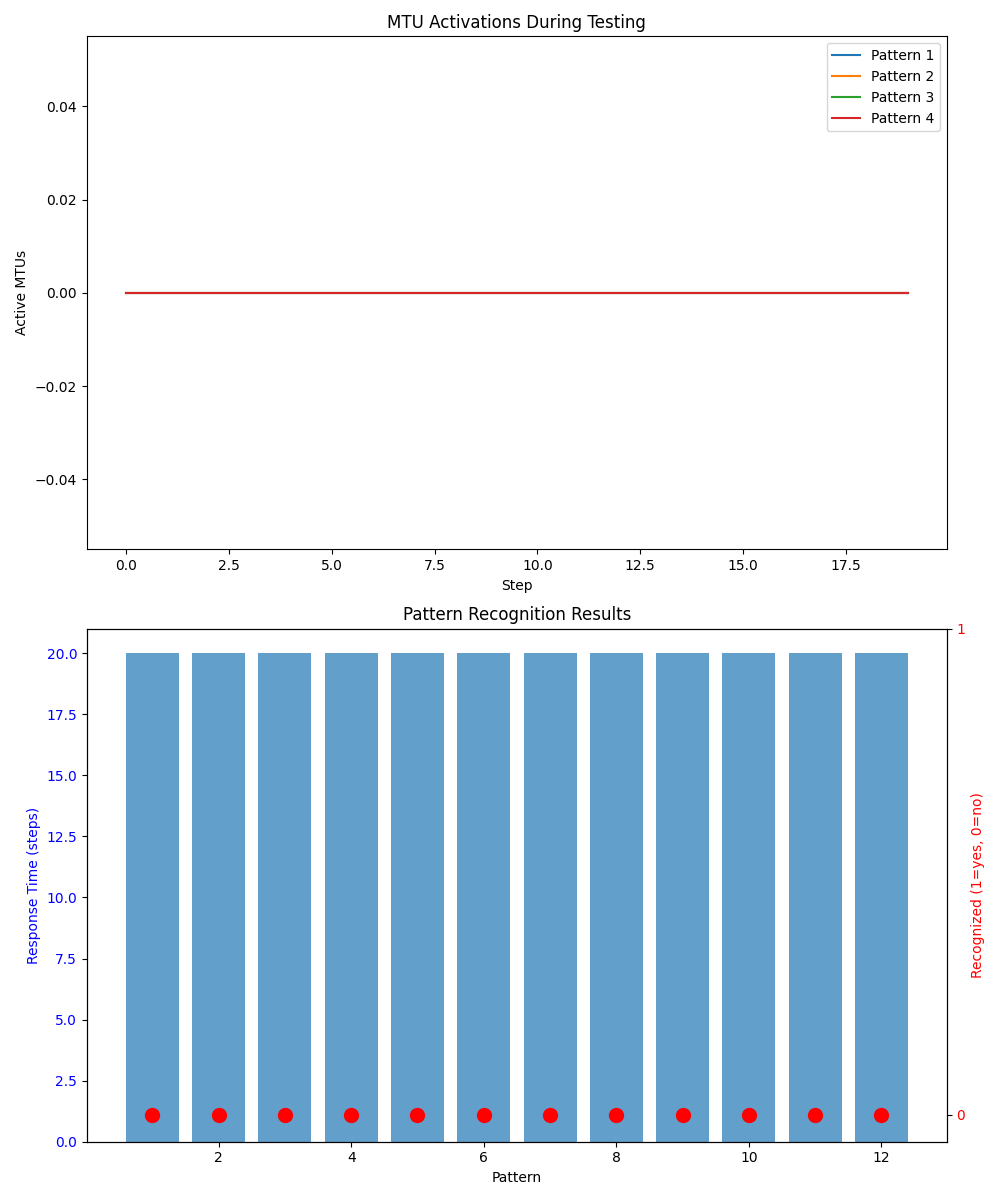 MTU Activations During Testing
Pattern 1
Pattern 2
Pattern 3
Pattern 4
0.04
0.02
0.00
−0.02
−0.04
Active MTUs
0.0 2.5 5.0 7.5 10.0 12.5 15.0 17.5
Step
Pattern Recognition Results
20.0
17.5
15.0
12.5
10.0
7.5
5.0
2.5
0.0
Response Time (steps)
1
0
Recognized (1=yes, 0=no)
2 4 6 8 10 12
Pattern